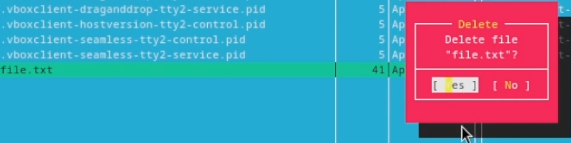 .vboxclient-draganddrop-tty2-service.pid 5 Ap
.vboxclient-hostversion-tty2-control.pid 5 Ap
.vboxclient-seamless-tty2-control.pid 5 Ap
.vboxclient-seamless-tty2-service.pid 5 Ap
file.txt 41 Ap
Delete
Delete file
"file.txt"?
[ Yes ] [ No ]